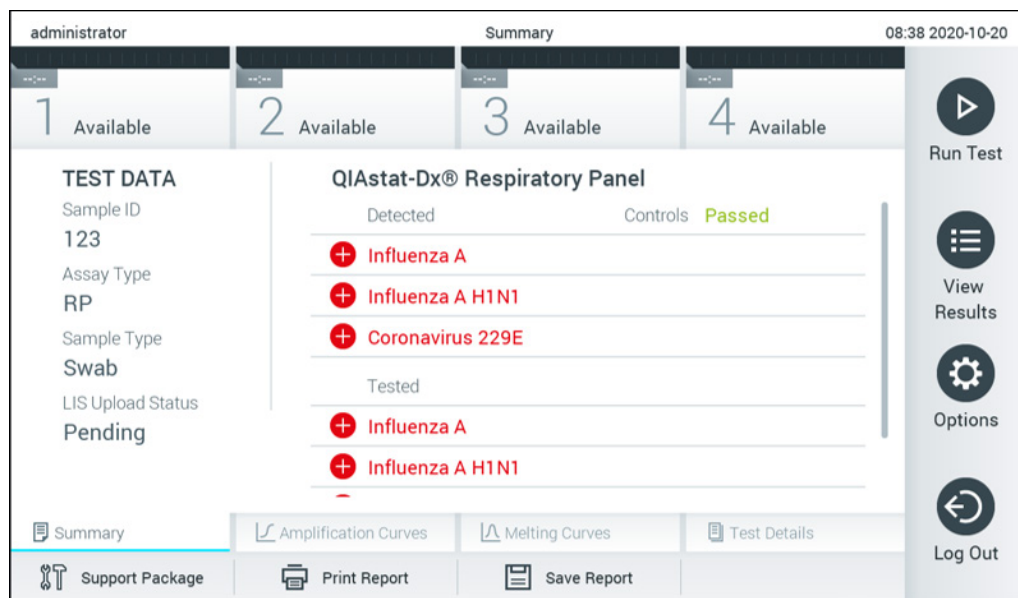 administrator
Summary
08:38 2020-10-20
--:--
1 Available
--:--
2 Available
--:--
3 Available
--:--
4 Available
Run Test
View
Results
Options
Log Out
TEST DATA
Sample ID
123
Assay Type
RP
Sample Type
Swab
LIS Upload Status
Pending
QIAstat-Dx® Respiratory Panel
Detected
Controls Passed
Influenza A
Influenza A H1N1
Coronavirus 229E
Tested
Influenza A
Influenza A H1N1
Summary
Amplification Curves
Melting Curves
Test Details
Support Package
Print Report
Save Report